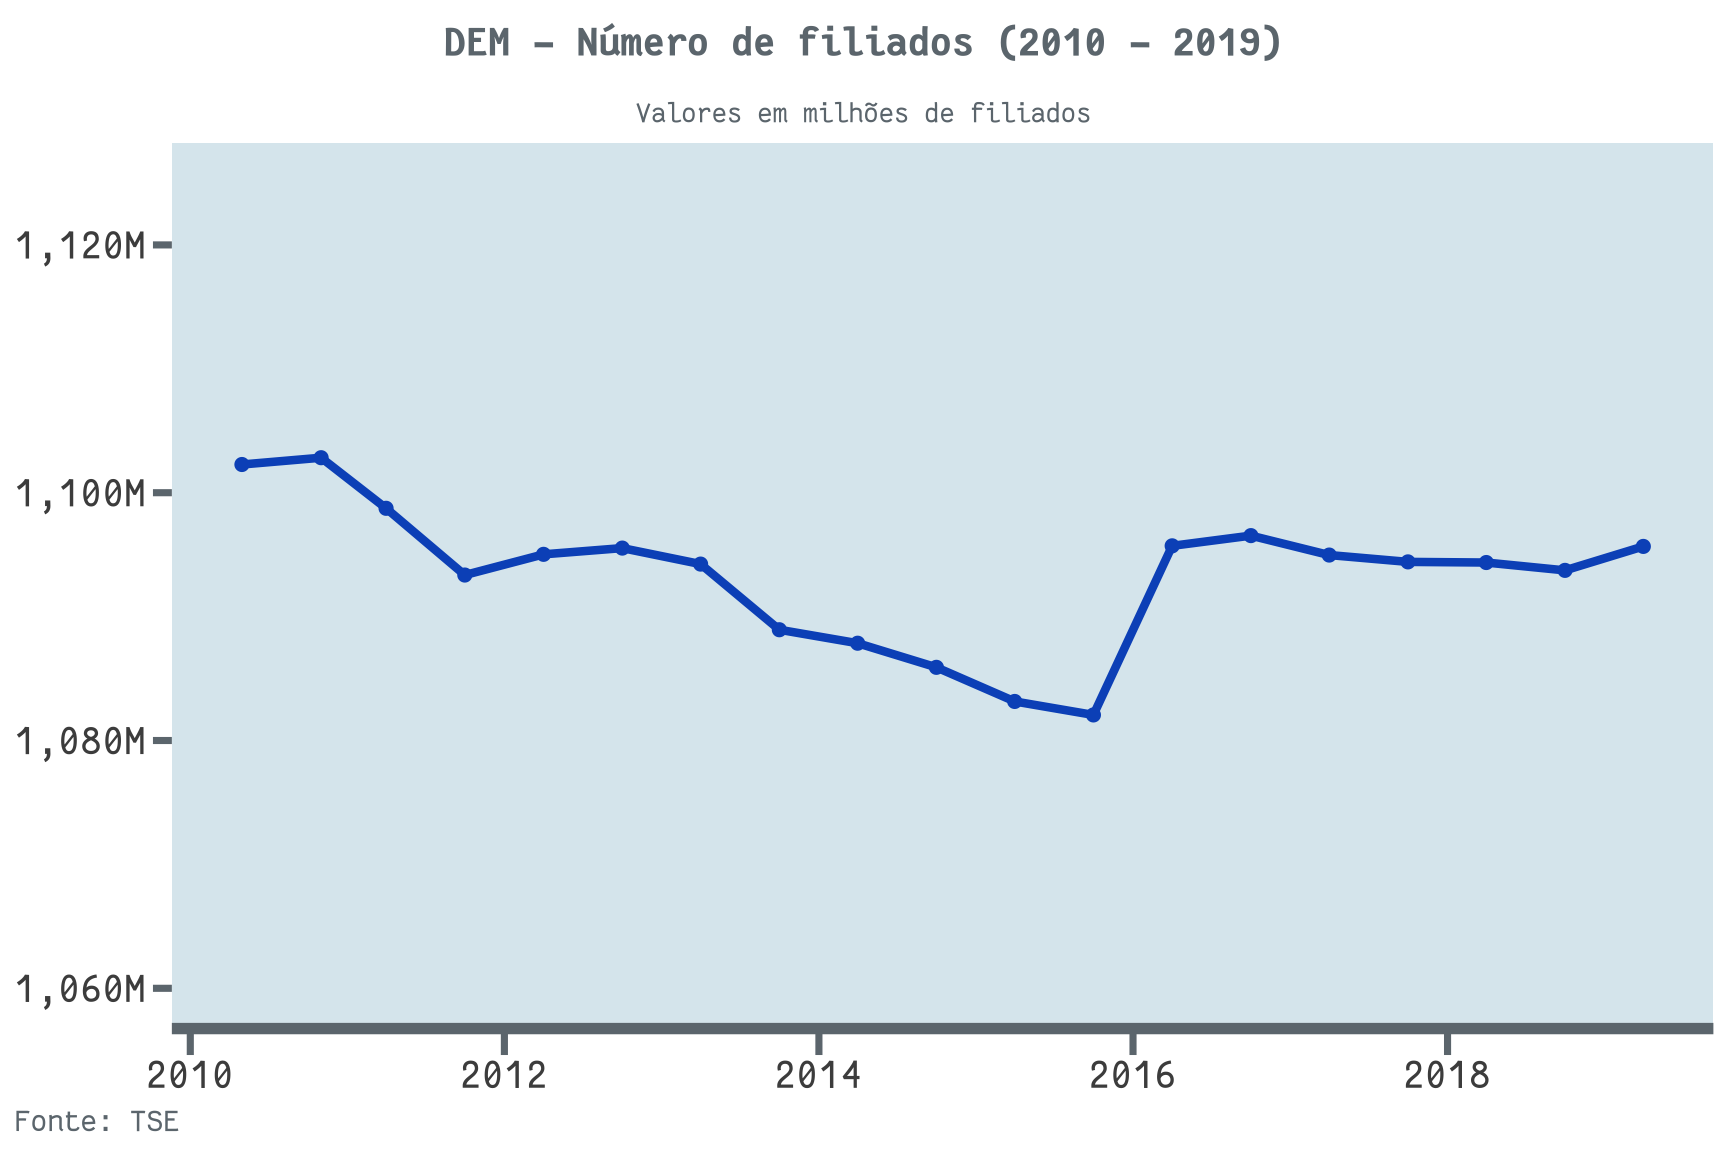 DEM – Número de filiados (2010 – 2019)
Valores em milhões de filiados
1,120M
1,100M
1,080M
1,060M
2010 2012 2014 2016 2018
Fonte: TSE